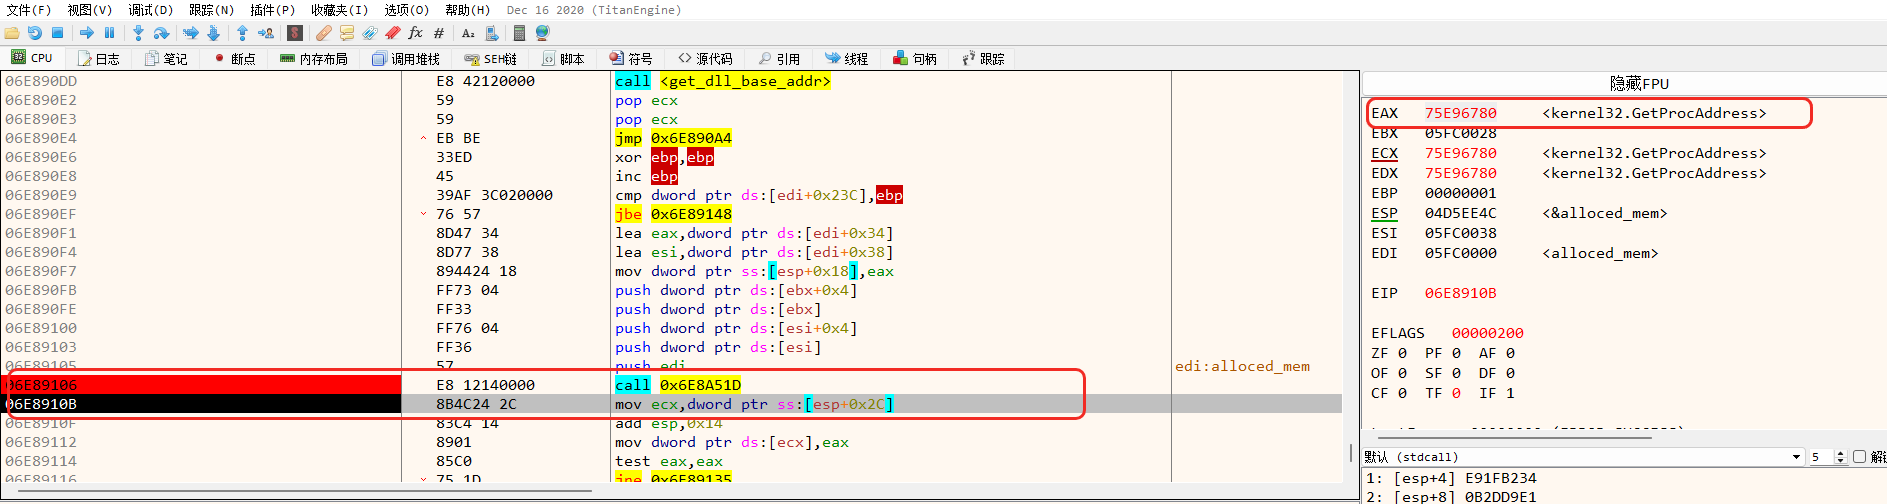 文件(F) 视图(V) 调试(D) 跟踪(N) 插件(P) 收藏夹(I) 选项(O) 帮助(H) Dec 16 2020 (TitanEngine)
CPU 日志 笔记 断点 内存布局 调用堆栈 SEH链 脚本 符号 源代码 引用 线程 句柄 跟踪
06E890DD E8 42120000 call <get_dll_base_addr>
06E890E2 59 pop ecx
06E890E3 59 pop ecx
06E890E4 EB BE jmp 0x6E890A4
06E890E6 33ED xor ebp,ebp
06E890E8 45 inc ebp
06E890E9 39AF 3C020000 cmp dword ptr ds:[edi+0x23C],ebp
06E890EF 76 57 jbe 0x6E89148
06E890F1 8D47 34 lea eax,dword ptr ds:[edi+0x34]
06E890F4 8D77 38 lea esi,dword ptr ds:[edi+0x38]
06E890F7 894424 18 mov dword ptr ss:[esp+0x18],eax
06E890FB FF73 04 push dword ptr ds:[ebx+0x4]
06E890FE FF33 push dword ptr ds:[ebx]
06E89100 FF76 04 push dword ptr ds:[esi+0x4]
06E89103 FF36 push dword ptr ds:[esi]
06E89105 57 push edi edi:alloced_mem
06E89106 E8 12140000 call 0x6E8A51D
06E8910B 8B4C24 2C mov ecx,dword ptr ss:[esp+0x2C]
06E8910F 83C4 14 add esp,0x14
06E89112 8901 mov dword ptr ds:[ecx],eax
06E89114 85C0 test eax,eax
06E89116 75 1D jne 0x6E89135
隐藏FPU
EAX 75E96780 <kernel32.GetProcAddress>
EBX 05FC0028
ECX 75E96780 <kernel32.GetProcAddress>
EDX 75E96780 <kernel32.GetProcAddress>
EBP 00000001
ESP 04D5EE4C <&alloced_mem>
ESI 05FC0038
EDI 05FC0000 <alloced_mem>
EIP 06E8910B
EFLAGS 00000200
ZF 0 PF 0 AF 0
OF 0 SF 0 DF 0
CF 0 TF 0 IF 1
默认 (stdcall) 5
1: [esp+4] E91FB234
2: [esp+8] 0B2DD9E1